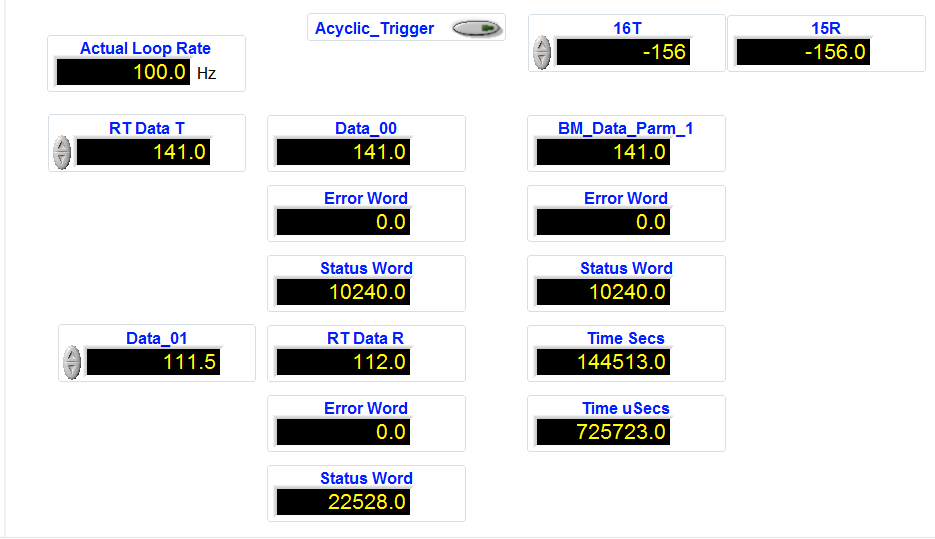 Acyclic_Trigger
16T
-156
15R
-156.0
Actual Loop Rate
100.0 Hz
RT Data T
141.0
Data_00
141.0
BM_Data_Parm_1
141.0
Error Word
0.0
Error Word
0.0
Status Word
10240.0
Status Word
10240.0
Data_01
111.5
RT Data R
112.0
Time Secs
144513.0
Error Word
0.0
Time uSecs
725723.0
Status Word
22528.0